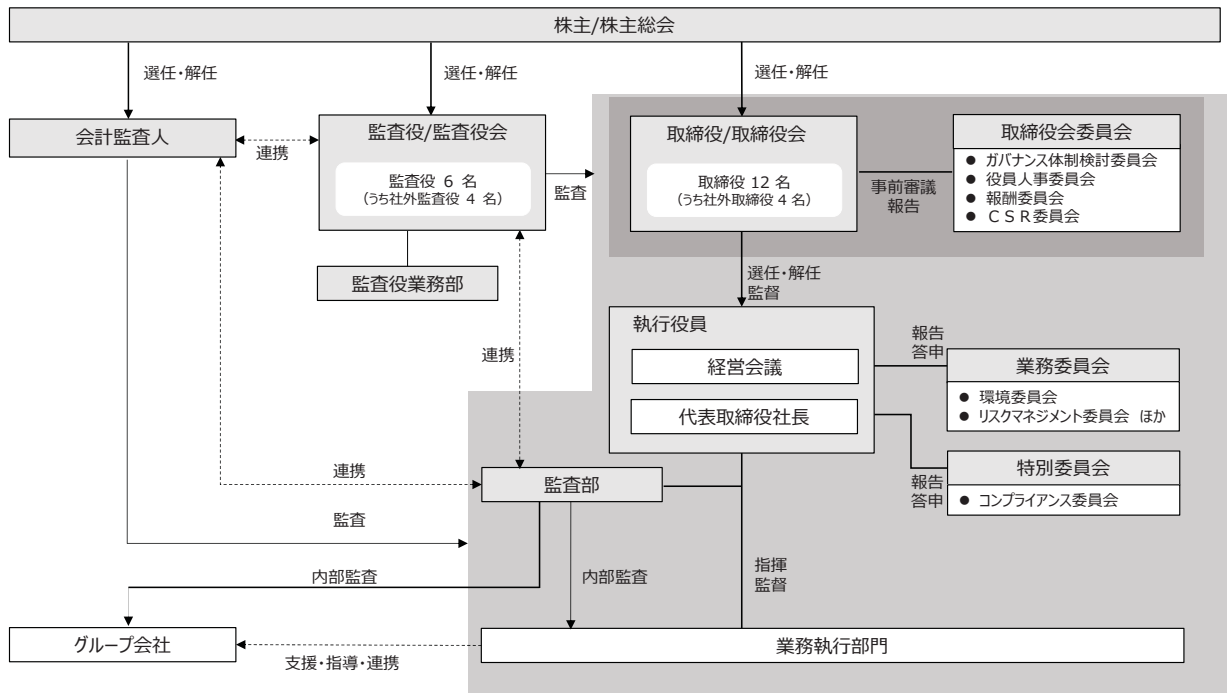 株主/株主総会
選任・解任
選任・解任
選任・解任
会計監査人
連携
監査役/監査役会
監査役 6 名
(うち社外監査役 4 名)
監査
取締役/取締役会
取締役 12 名
(うち社外取締役 4 名)
事前審議
報告
取締役会委員会
● ガバナンス体制検討委員会
● 役員人事委員会
● 報酬委員会
● CSR委員会
監査役業務部
選任・解任
監督
連携
執行役員
経営会議
代表取締役社長
報告
答申
業務委員会
● 環境委員会
● リスクマネジメント委員会 ほか
報告
答申
特別委員会
● コンプライアンス委員会
連携
監査部
監査
内部監査
内部監査
指揮
監督
グループ会社
支援・指導・連携
業務執行部門